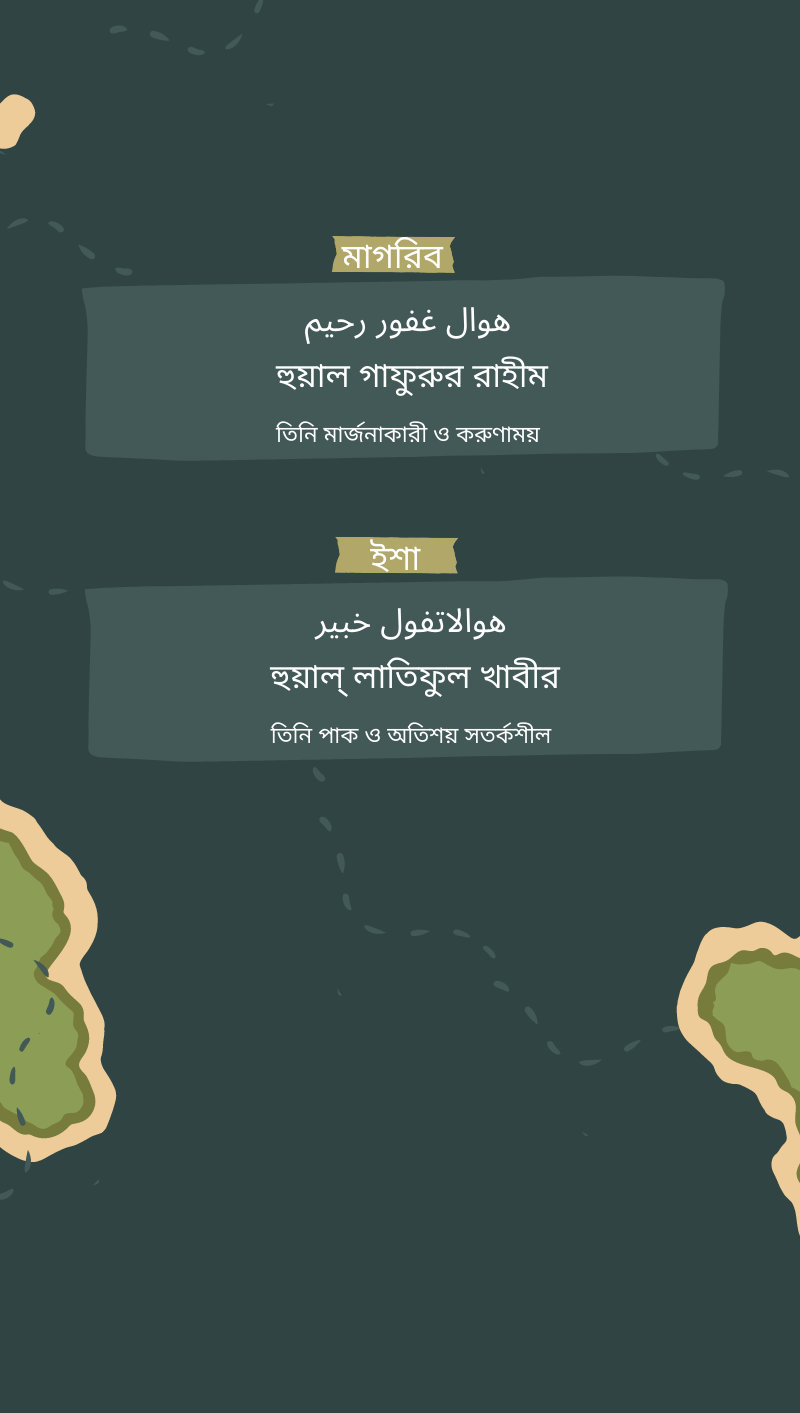 মাগরিব
هوال غفور رحيم
হুয়াল গাফুরুর রাহীম
তিনি মার্জনাকারী ও করুণাময়
ইশা
هوالاتفول خبير
হুয়াল্ লাতিফুল খাবীর
তিনি পাক ও অতিশয় সতর্কশীল